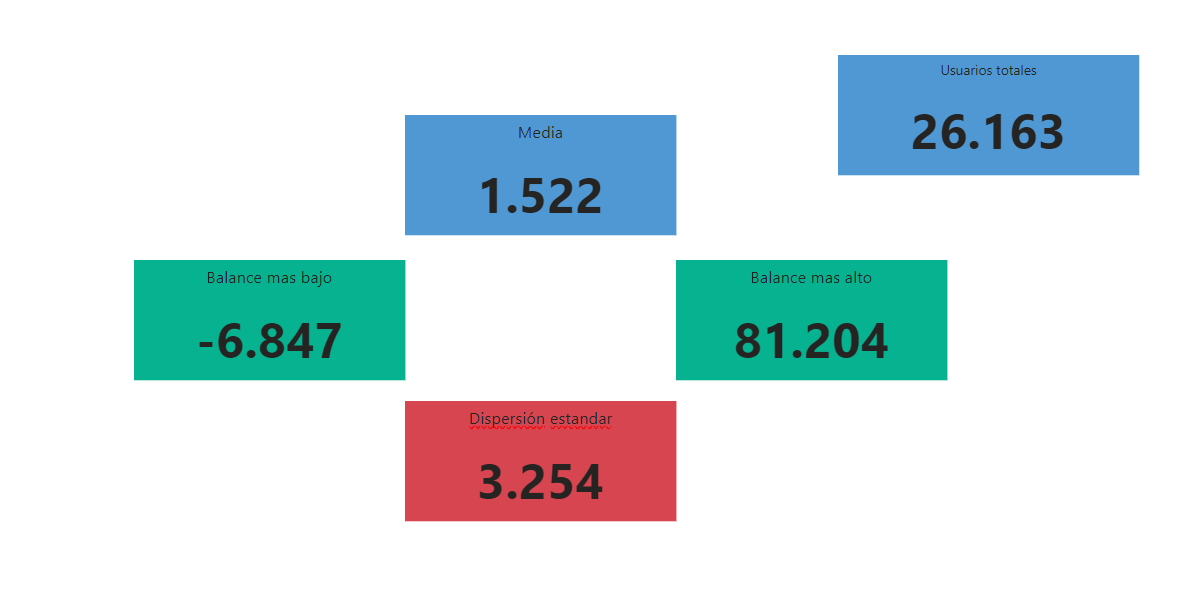 Usuarios totales
26.163
Media
1.522
Balance mas bajo
-6.847
Balance mas alto
81.204
Dispersión estandar
3.254